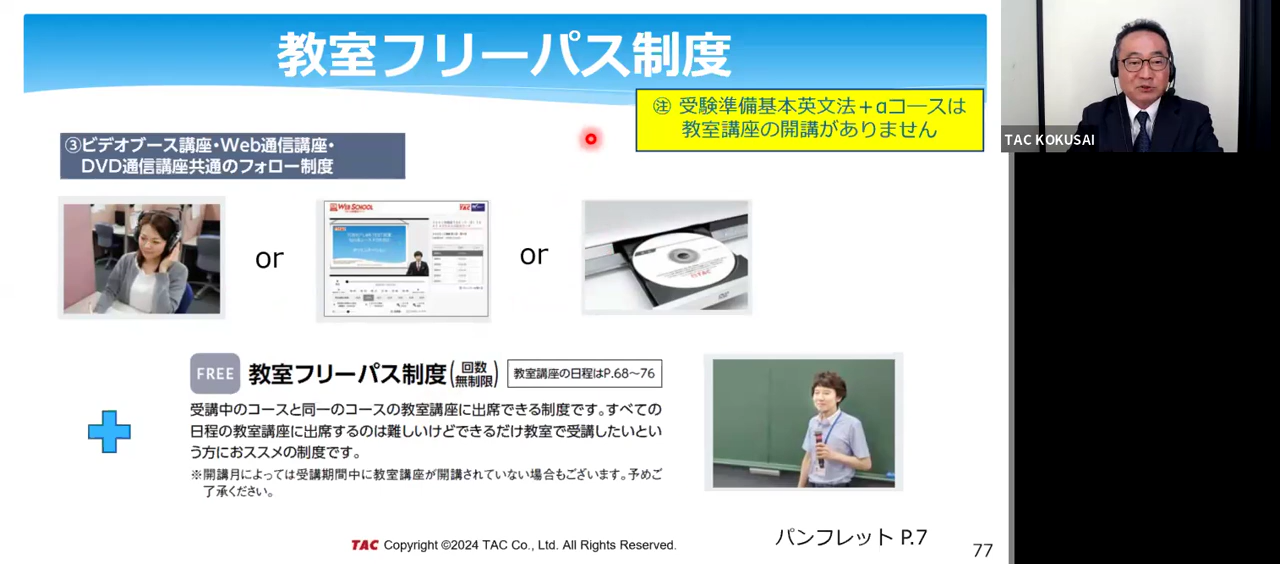 教室フリーパス制度
㊟ 受験準備基本英文法＋αコースは
教室講座の開講がありません
TAC KOKUSAI
③ビデオブース講座・Web通信講座・
DVD通信講座共通のフォロー制度
WEB SCHOOL
or
or
TAC
FREE
教室フリーパス制度(回数無制限)
教室講座の日程はP.68～76
受講中のコースと同一のコースの教室講座に出席できる制度です。すべての
日程の教室講座に出席するのは難しいけどできるだけ教室で受講したいとい
う方におススメの制度です。
※開講月によっては受講期間中に教室講座が開講されていない場合もございます。予めご
了承ください。
パンフレット P.7
TAC Copyright ©2024 TAC Co., Ltd. All Rights Reserved.
77